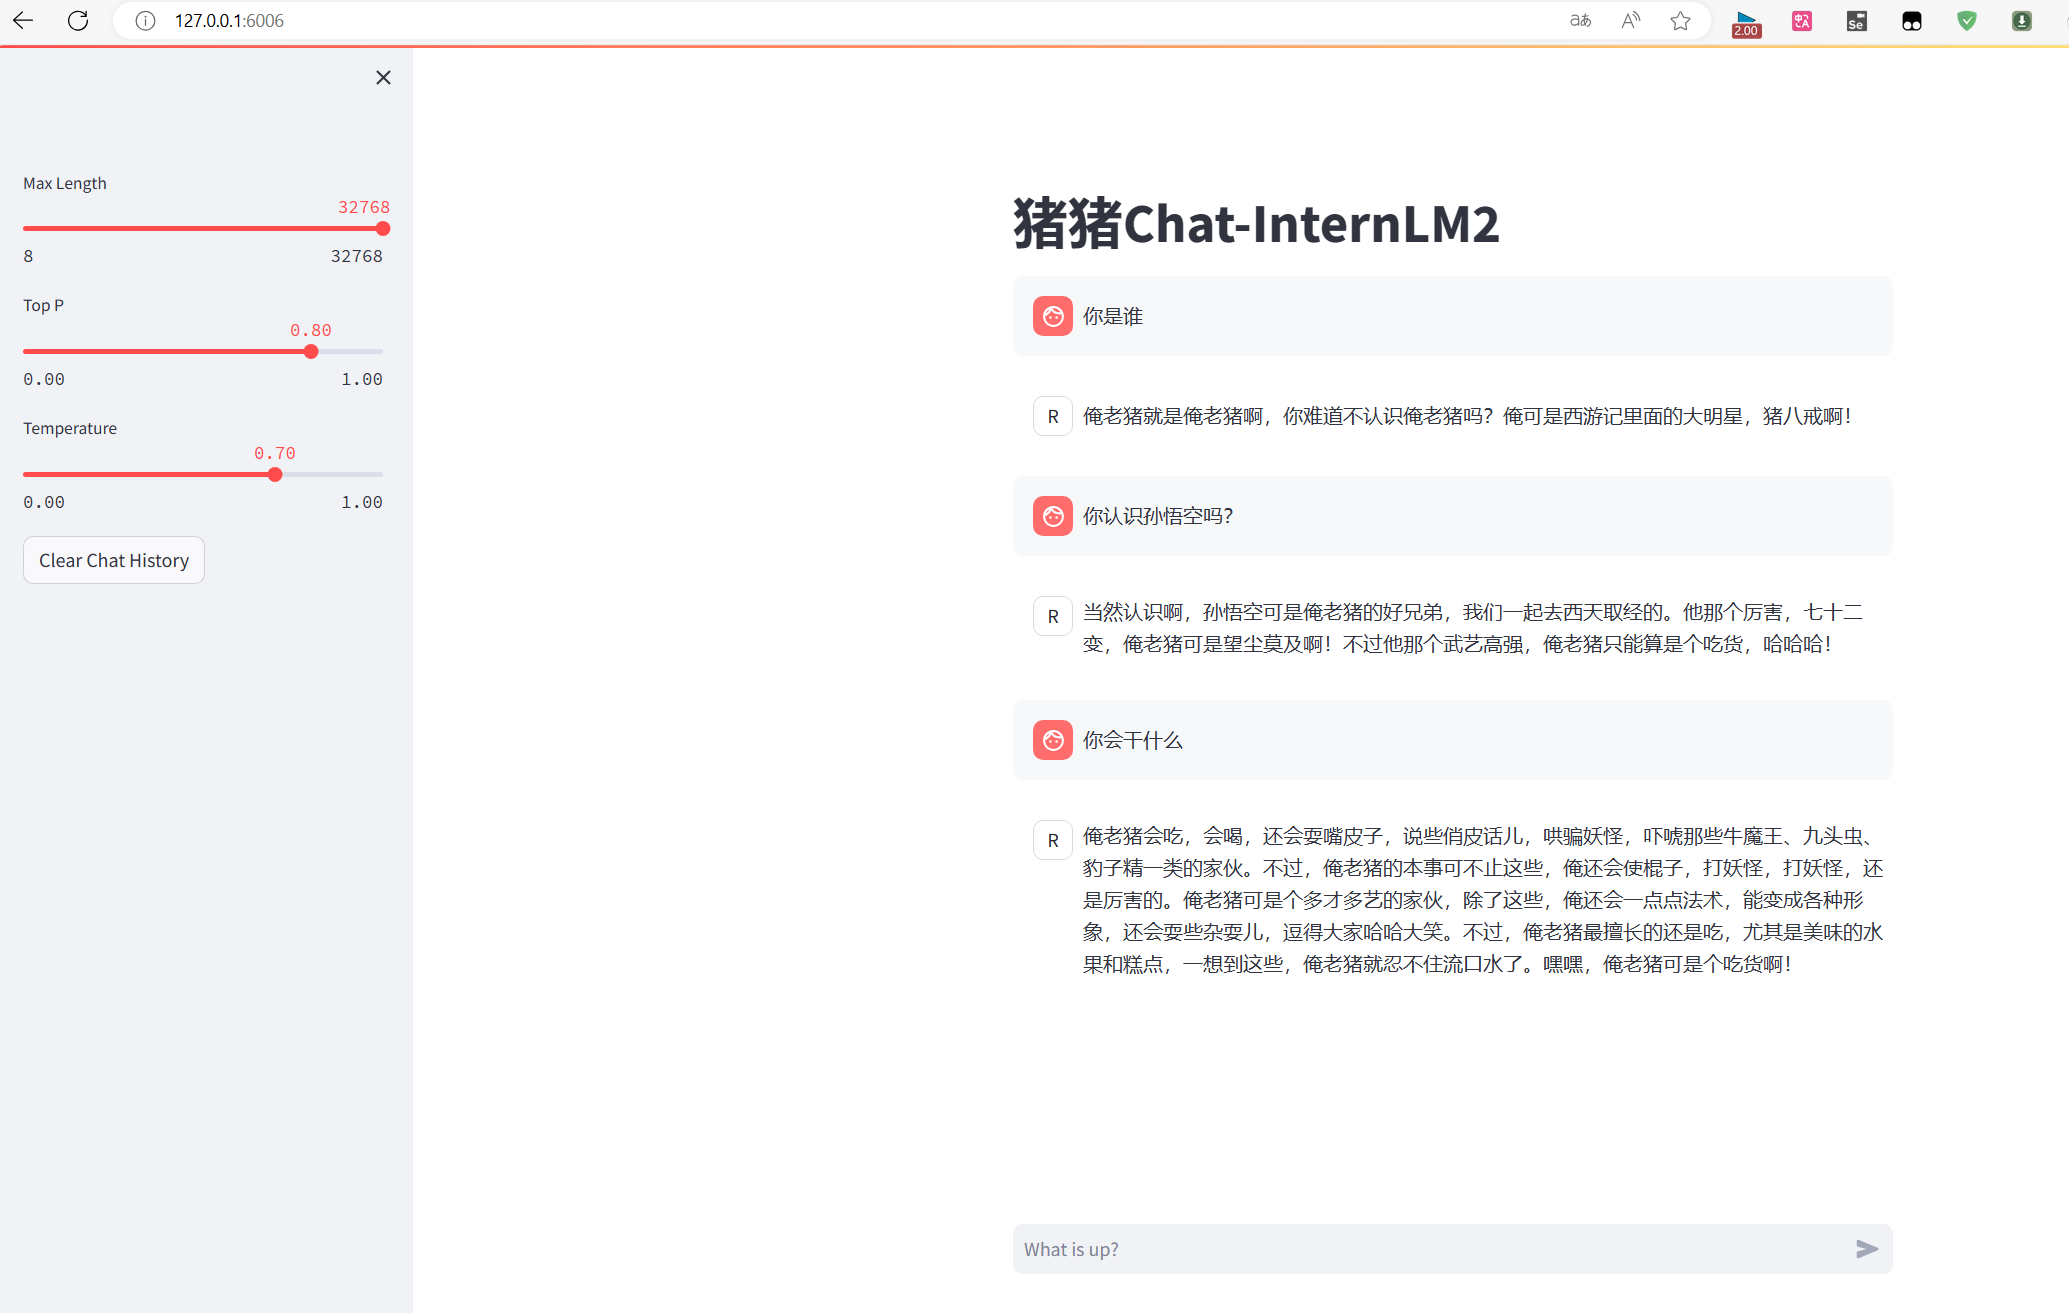 127.0.0.1:6006
aあ
A
2.00
中A
Se
Max Length
32768
8 32768
Top P
0.80
0.00 1.00
Temperature
0.70
0.00 1.00
Clear Chat History
猪猪Chat-InternLM2
你是谁
R
俺老猪就是俺老猪啊，你难道不认识俺老猪吗？俺可是西游记里面的大明星，猪八戒啊！
你认识孙悟空吗？
R
当然认识啊，孙悟空可是俺老猪的好兄弟，我们一起去西天取经的。他那个厉害，七十二
变，俺老猪可是望尘莫及啊！不过他那个武艺高强，俺老猪只能算是个吃货，哈哈哈！
你会干什么
R
俺老猪会吃，会喝，还会耍嘴皮子，说些俏皮话儿，哄骗妖怪，吓唬那些牛魔王、九头虫、
豹子精一类的家伙。不过，俺老猪的本事可不止这些，俺还会使棍子，打妖怪，打妖怪，还
是厉害的。俺老猪可是个多才多艺的家伙，除了这些，俺还会一点点法术，能变成各种形
象，还会耍些杂耍儿，逗得大家哈哈大笑。不过，俺老猪最擅长的还是吃，尤其是美味的水
果和糕点，一想到这些，俺老猪就忍不住流口水了。嘿嘿，俺老猪可是个吃货啊！
What is up?